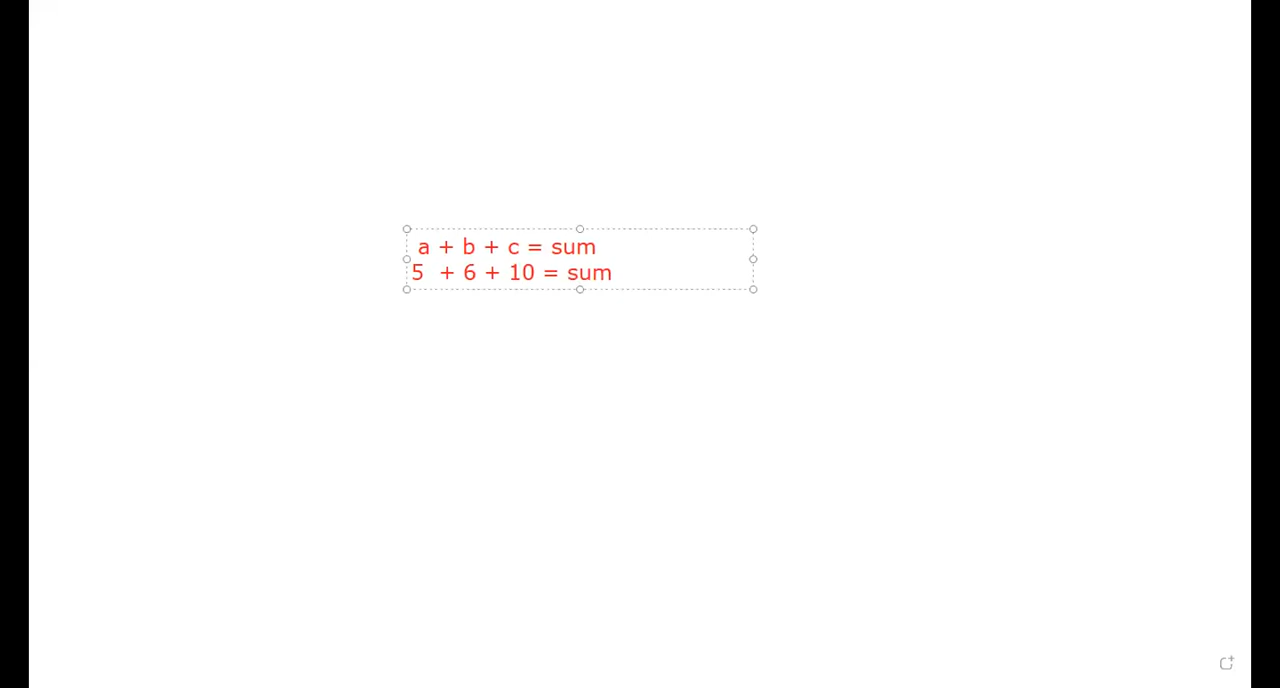 a + b + c = sum
5 + 6 + 10 = sum